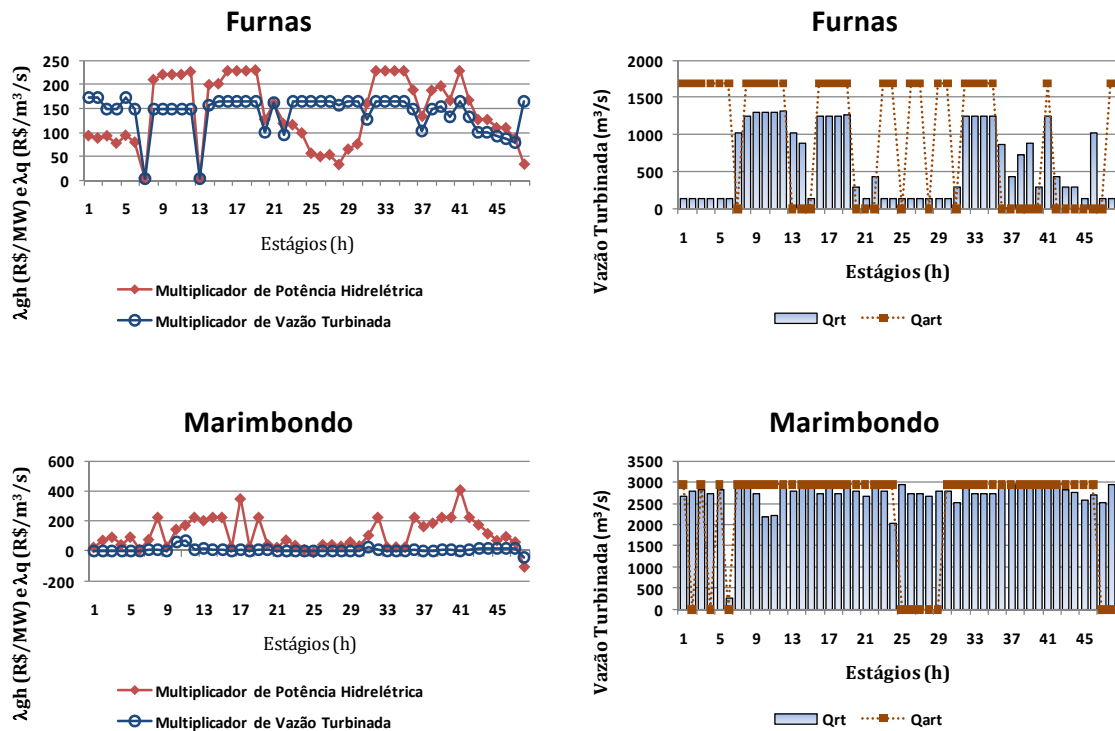 Furnas
λgh (R$/MW) e λq (R$/m³/s)
250
200
150
100
50
0
1 5 9 13 17 21 25 29 33 37 41 45
Estágios (h)
Multiplicador de Potência Hidrelétrica
Multiplicador de Vazão Turbinada
Furnas
Vazão Turbinada (m³/s)
2000
1500
1000
500
0
1 5 9 13 17 21 25 29 33 37 41 45
Estágios (h)
Qrt Qart
Marimbondo
λgh (R$/MW) e λq (R$/m³/s)
600
400
200
0
-200
1 5 9 13 17 21 25 29 33 37 41 45
Estágios (h)
Multiplicador de Potência Hidrelétrica
Multiplicador de Vazão Turbinada
Marimbondo
Vazão Turbinada (m³/s)
3500
3000
2500
2000
1500
1000
500
0
1 5 9 13 17 21 25 29 33 37 41 45
Estágios (h)
Qrt Qart